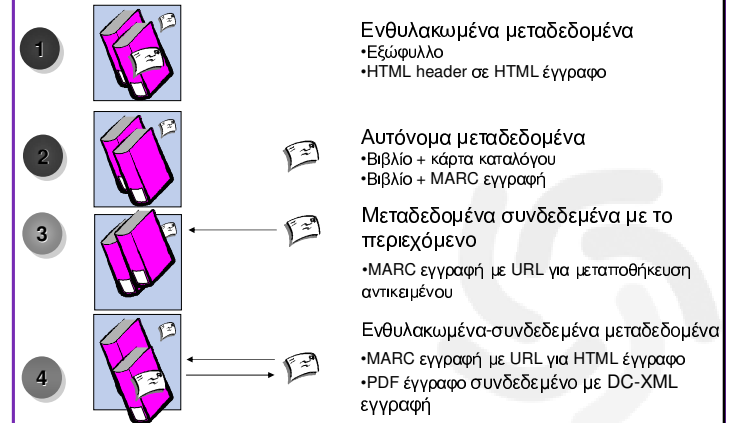 1
Ενθυλακωμένα μεταδεδομένα
•Εξώφυλλο
•HTML header σε HTML έγγραφο
2
Αυτόνομα μεταδεδομένα
•Βιβλίο + κάρτα καταλόγου
•Βιβλίο + MARC εγγραφή
3
Μεταδεδομένα συνδεδεμένα με το
περιεχόμενο
•MARC εγγραφή με URL για μεταποθήκευση
αντικειμένου
4
Ενθυλακωμένα-συνδεδεμένα μεταδεδομένα
•MARC εγγραφή με URL για HTML έγγραφο
•PDF έγγραφο συνδεδεμένο με DC-XML
εγγραφή